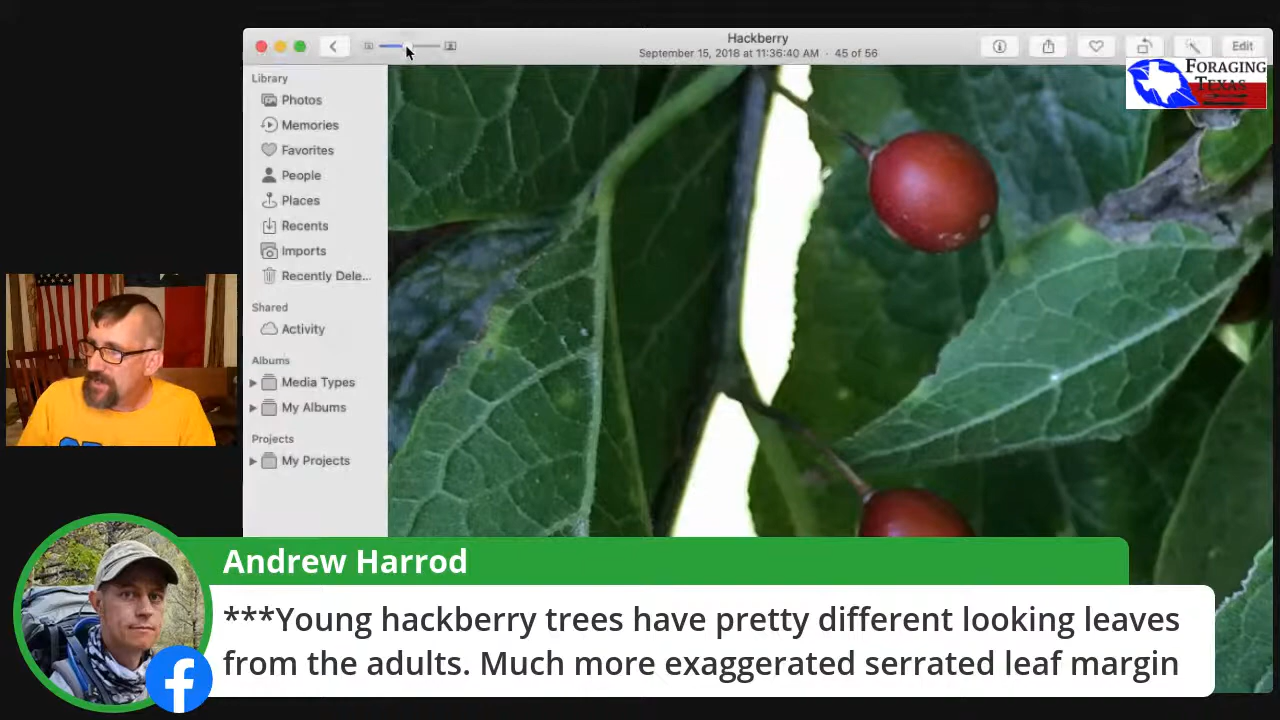 Hackberry
September 15, 2018 at 11:36:40 AM · 45 of 56
Edit
FORAGING
TEXAS
Library
Photos
Memories
Favorites
People
Places
Recents
Imports
Recently Dele...
Shared
Activity
Albums
Media Types
My Albums
Projects
My Projects
Andrew Harrod
***Young hackberry trees have pretty different looking leaves
from the adults. Much more exaggerated serrated leaf margin